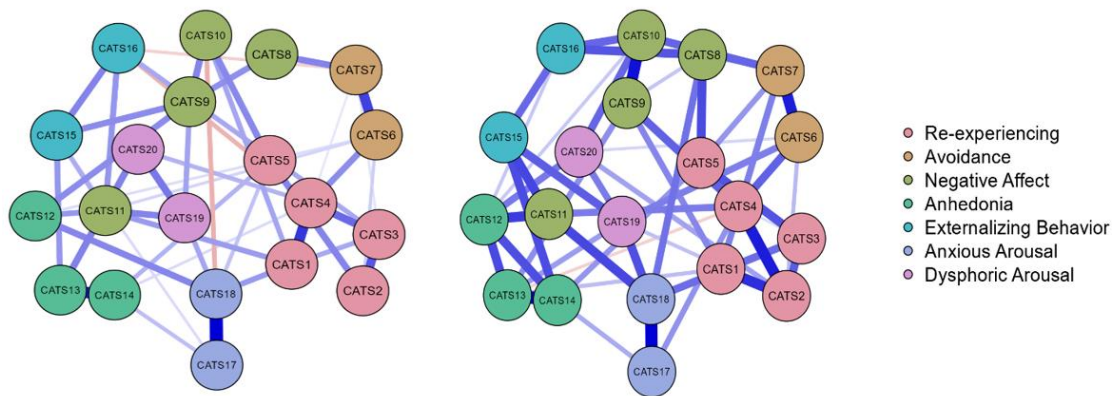 CATS10
CATS16
CATS8
CATS7
CATS9
CATS15
CATS6
CATS20
CATS5
CATS12
CATS11
CATS19
CATS4
CATS3
CATS1
CATS13
CATS14
CATS18
CATS2
CATS17
CATS10
CATS16
CATS8
CATS7
CATS9
CATS15
CATS6
CATS20
CATS5
CATS12
CATS11
CATS19
CATS4
CATS3
CATS1
CATS13
CATS14
CATS18
CATS2
CATS17
Re-experiencing
Avoidance
Negative Affect
Anhedonia
Externalizing Behavior
Anxious Arousal
Dysphoric Arousal